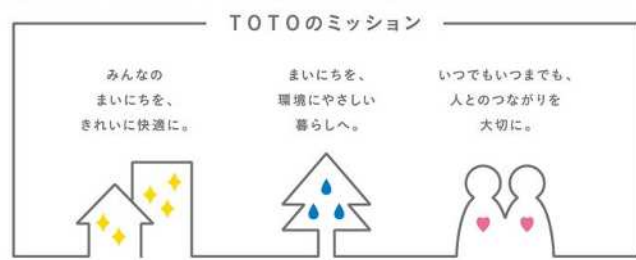 TOTOのミッション
みんなの
まいにちを、
きれいに快適に。
まいにちを、
環境にやさしい
暮らしへ。
いつでもいつまでも、
人とのつながりを
大切に。